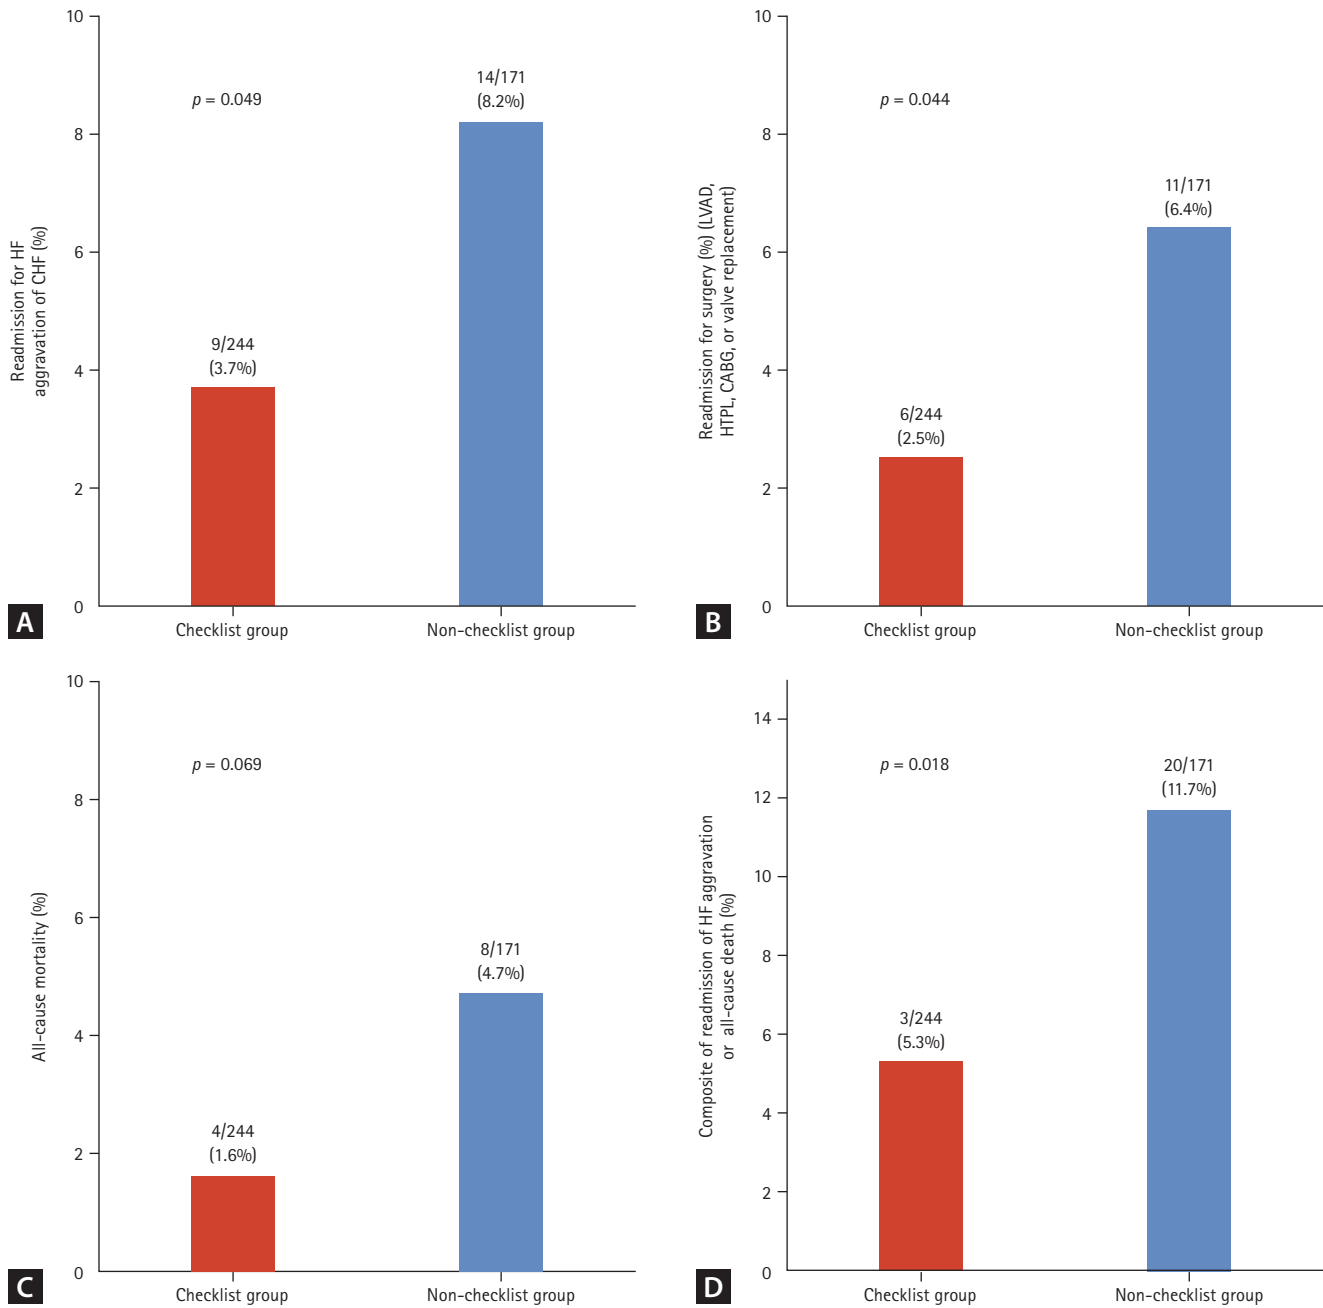 Readmission for HF
aggravation of CHF (%)
10
8
6
4
2
0
p = 0.049
9/244
(3.7%)
14/171
(8.2%)
Checklist group
Non-checklist group
A
Readmission for surgery (%) (LVAD,
HTPL, CABG, or valve replacement)
10
8
6
4
2
0
p = 0.044
6/244
(2.5%)
11/171
(6.4%)
Checklist group
Non-checklist group
B
All-cause mortality (%)
10
8
6
4
2
0
p = 0.069
4/244
(1.6%)
8/171
(4.7%)
Checklist group
Non-checklist group
C
Composite of readmission of HF aggravation
or all-cause death (%)
14
12
10
8
6
4
2
0
p = 0.018
3/244
(5.3%)
20/171
(11.7%)
Checklist group
Non-checklist group
D